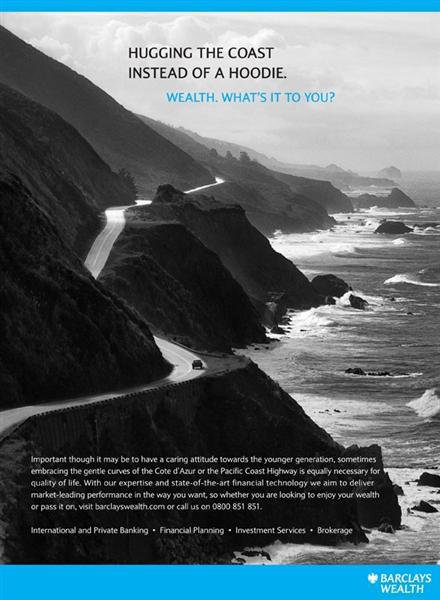 HUGGING THE COAST
INSTEAD OF A HOODIE.
WEALTH. WHAT'S IT TO YOU?
Important though it may be to have a caring attitude towards the younger generation, sometimes
embracing the gentle curves of the Cote d'Azur or the Pacific Coast Highway is equally necessary for
quality of life. With our expertise and state-of-the-art financial technology we aim to deliver
market-leading performance in the way you want, so whether you are looking to enjoy your wealth
or pass it on, visit barclayswealth.com or call us on 0800 851 851.
International and Private Banking • Financial Planning • Investment Services • Brokerage
BARCLAYS
WEALTH